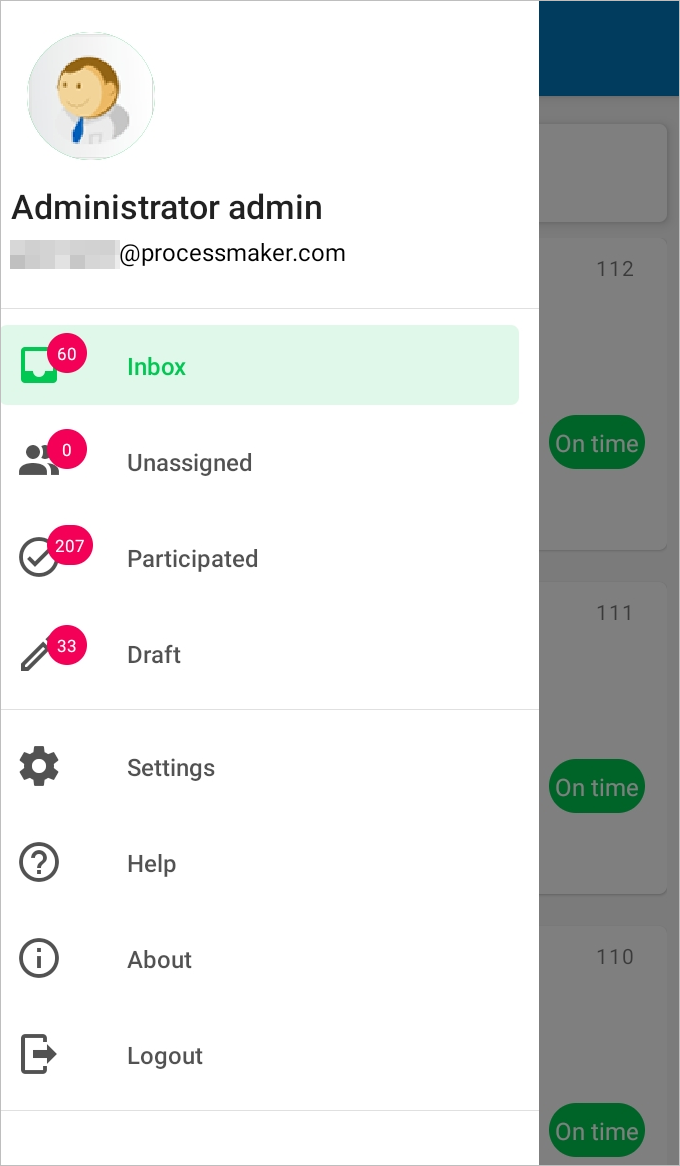 Administrator admin
@processmaker.com
60
Inbox
0
Unassigned
207
Participated
33
Draft
Settings
Help
About
Logout
112
On time
111
On time
110
On time